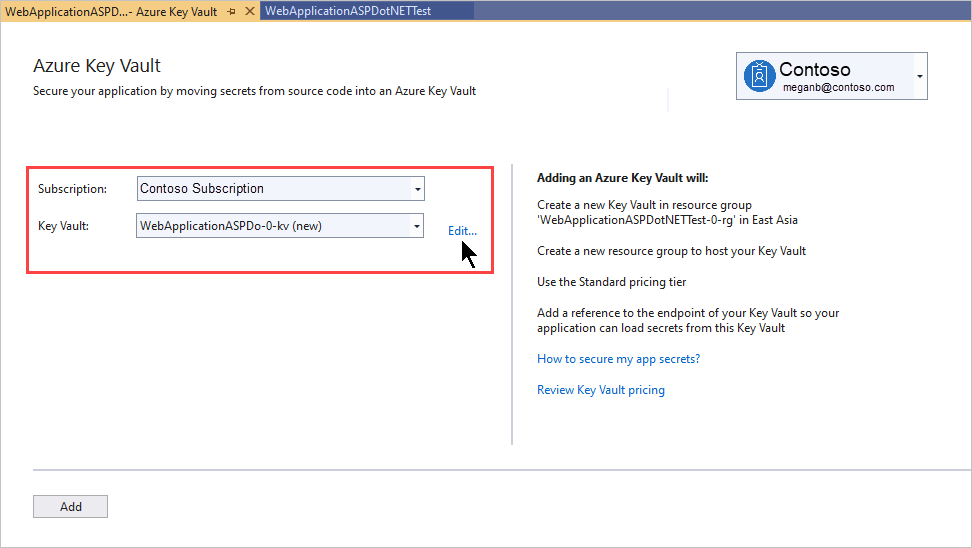 WebApplicationASPD...- Azure Key Vault
WebApplicationASPDotNETTest
Azure Key Vault
Secure your application by moving secrets from source code into an Azure Key Vault
Contoso
meganb@contoso.com
Subscription:
Contoso Subscription
Key Vault:
WebApplicationASPDo-0-kv (new)
Edit...
Adding an Azure Key Vault will:
Create a new Key Vault in resource group
'WebApplicationASPDotNETTest-0-rg' in East Asia
Create a new resource group to host your Key Vault
Use the Standard pricing tier
Add a reference to the endpoint of your Key Vault so your
application can load secrets from this Key Vault
How to secure my app secrets?
Review Key Vault pricing
Add